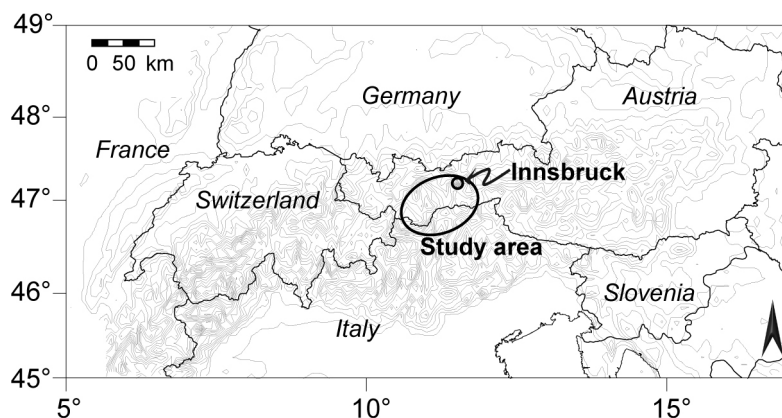 49°
0 50 km
Germany
Austria
48°
France
Innsbruck
Switzerland
47°
Study area
46°
Slovenia
Italy
45°
5°
10°
15°